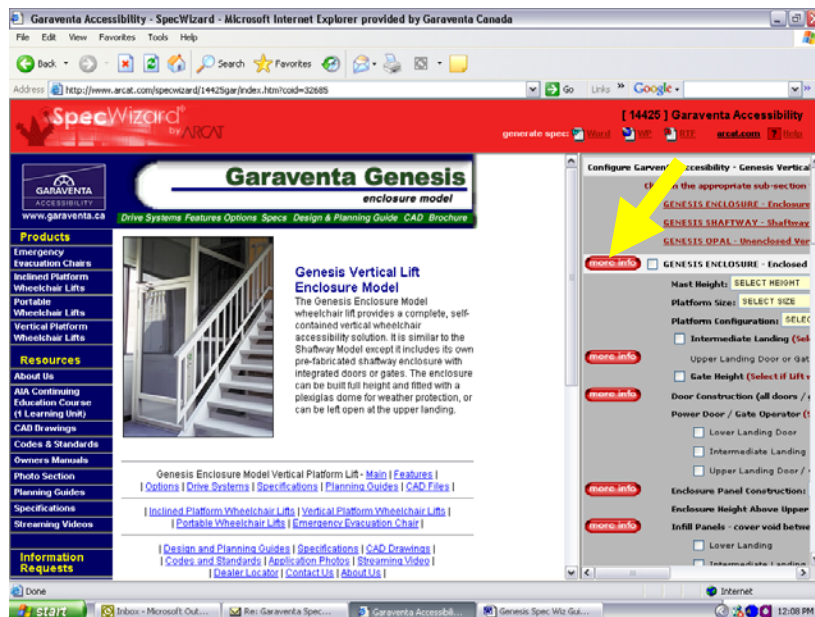 Garaventa Accessibility - SpecWizard - Microsoft Internet Explorer provided by Garaventa Canada
File Edit View Favorites Tools Help
Back Search Favorites
Address http://www.arcat.com/specwizard/14425gar/index.htm?coid=32685 Go Links » Google
SpecWizard®
by ARCAT
[ 14425 ] Garaventa Accessibility
generate spec: Word WP RTF arcat.com ? Help
GARAVENTA
ACCESSIBILITY
www.garaventa.ca
Products
Emergency
Evacuation Chairs
Inclined Platform
Wheelchair Lifts
Portable
Wheelchair Lifts
Vertical Platform
Wheelchair Lifts
Resources
About Us
AIA Continuing
Education Course
(1 Learning Unit)
CAD Drawings
Codes & Standards
Owners Manuals
Photo Section
Planning Guides
Specifications
Streaming Videos
Information
Requests
Garaventa Genesis
enclosure model
Drive Systems Features Options Specs Design & Planning Guide CAD Brochure
Genesis Vertical Lift
Enclosure Model
The Genesis Enclosure Model
wheelchair lift provides a complete, self-
contained vertical wheelchair
accessibility solution. It is similar to the
Shaftway Model except it includes its own
pre-fabricated shaftway enclosure with
integrated doors or gates. The enclosure
can be built full height and fitted with a
plexiglas dome for weather protection, or
can be left open at the upper landing.
Genesis Enclosure Model Vertical Platform Lift - Main | Features |
| Options | Drive Systems | Specifications | Planning Guides | CAD Files |
| Inclined Platform Wheelchair Lifts | Vertical Platform Wheelchair Lifts |
| Portable Wheelchair Lifts | Emergency Evacuation Chair |
| Design and Planning Guides | Specifications | CAD Drawings |
| Codes and Standards | Application Photos | Streaming Video |
| Dealer Locator | Contact Us | About Us |
Configure Garventa Accesibility - Genesis Vertical
in the appropriate sub-section
GENESIS ENCLOSURE - Enclosure
GENESIS SHAFTWAY - Shaftway
GENESIS OPAL - Unenclosed Ver
more info GENESIS ENCLOSURE - Enclosed
Mast Height: SELECT HEIGHT
Platform Size: SELECT SIZE
Platform Configuration: SELEC
Intermediate Landing (Sel
more info Upper Landing Door or Gat
Gate Height (Select if Lift v
more info Door Construction (all doors /
Power Door / Gate Operator (
Lower Landing Door
Intermediate Landing
Upper Landing Door /
more info Enclosure Panel Construction:
Enclosure Height Above Upper
more info Infill Panels - cover void betwe
Lower Landing
Intermediate Landing
Done Internet
start Inbox - Microsoft Out... Re: Garaventa Spec... Garaventa Accessibil... Genesis Spec Wiz Gui... 12:08 PM